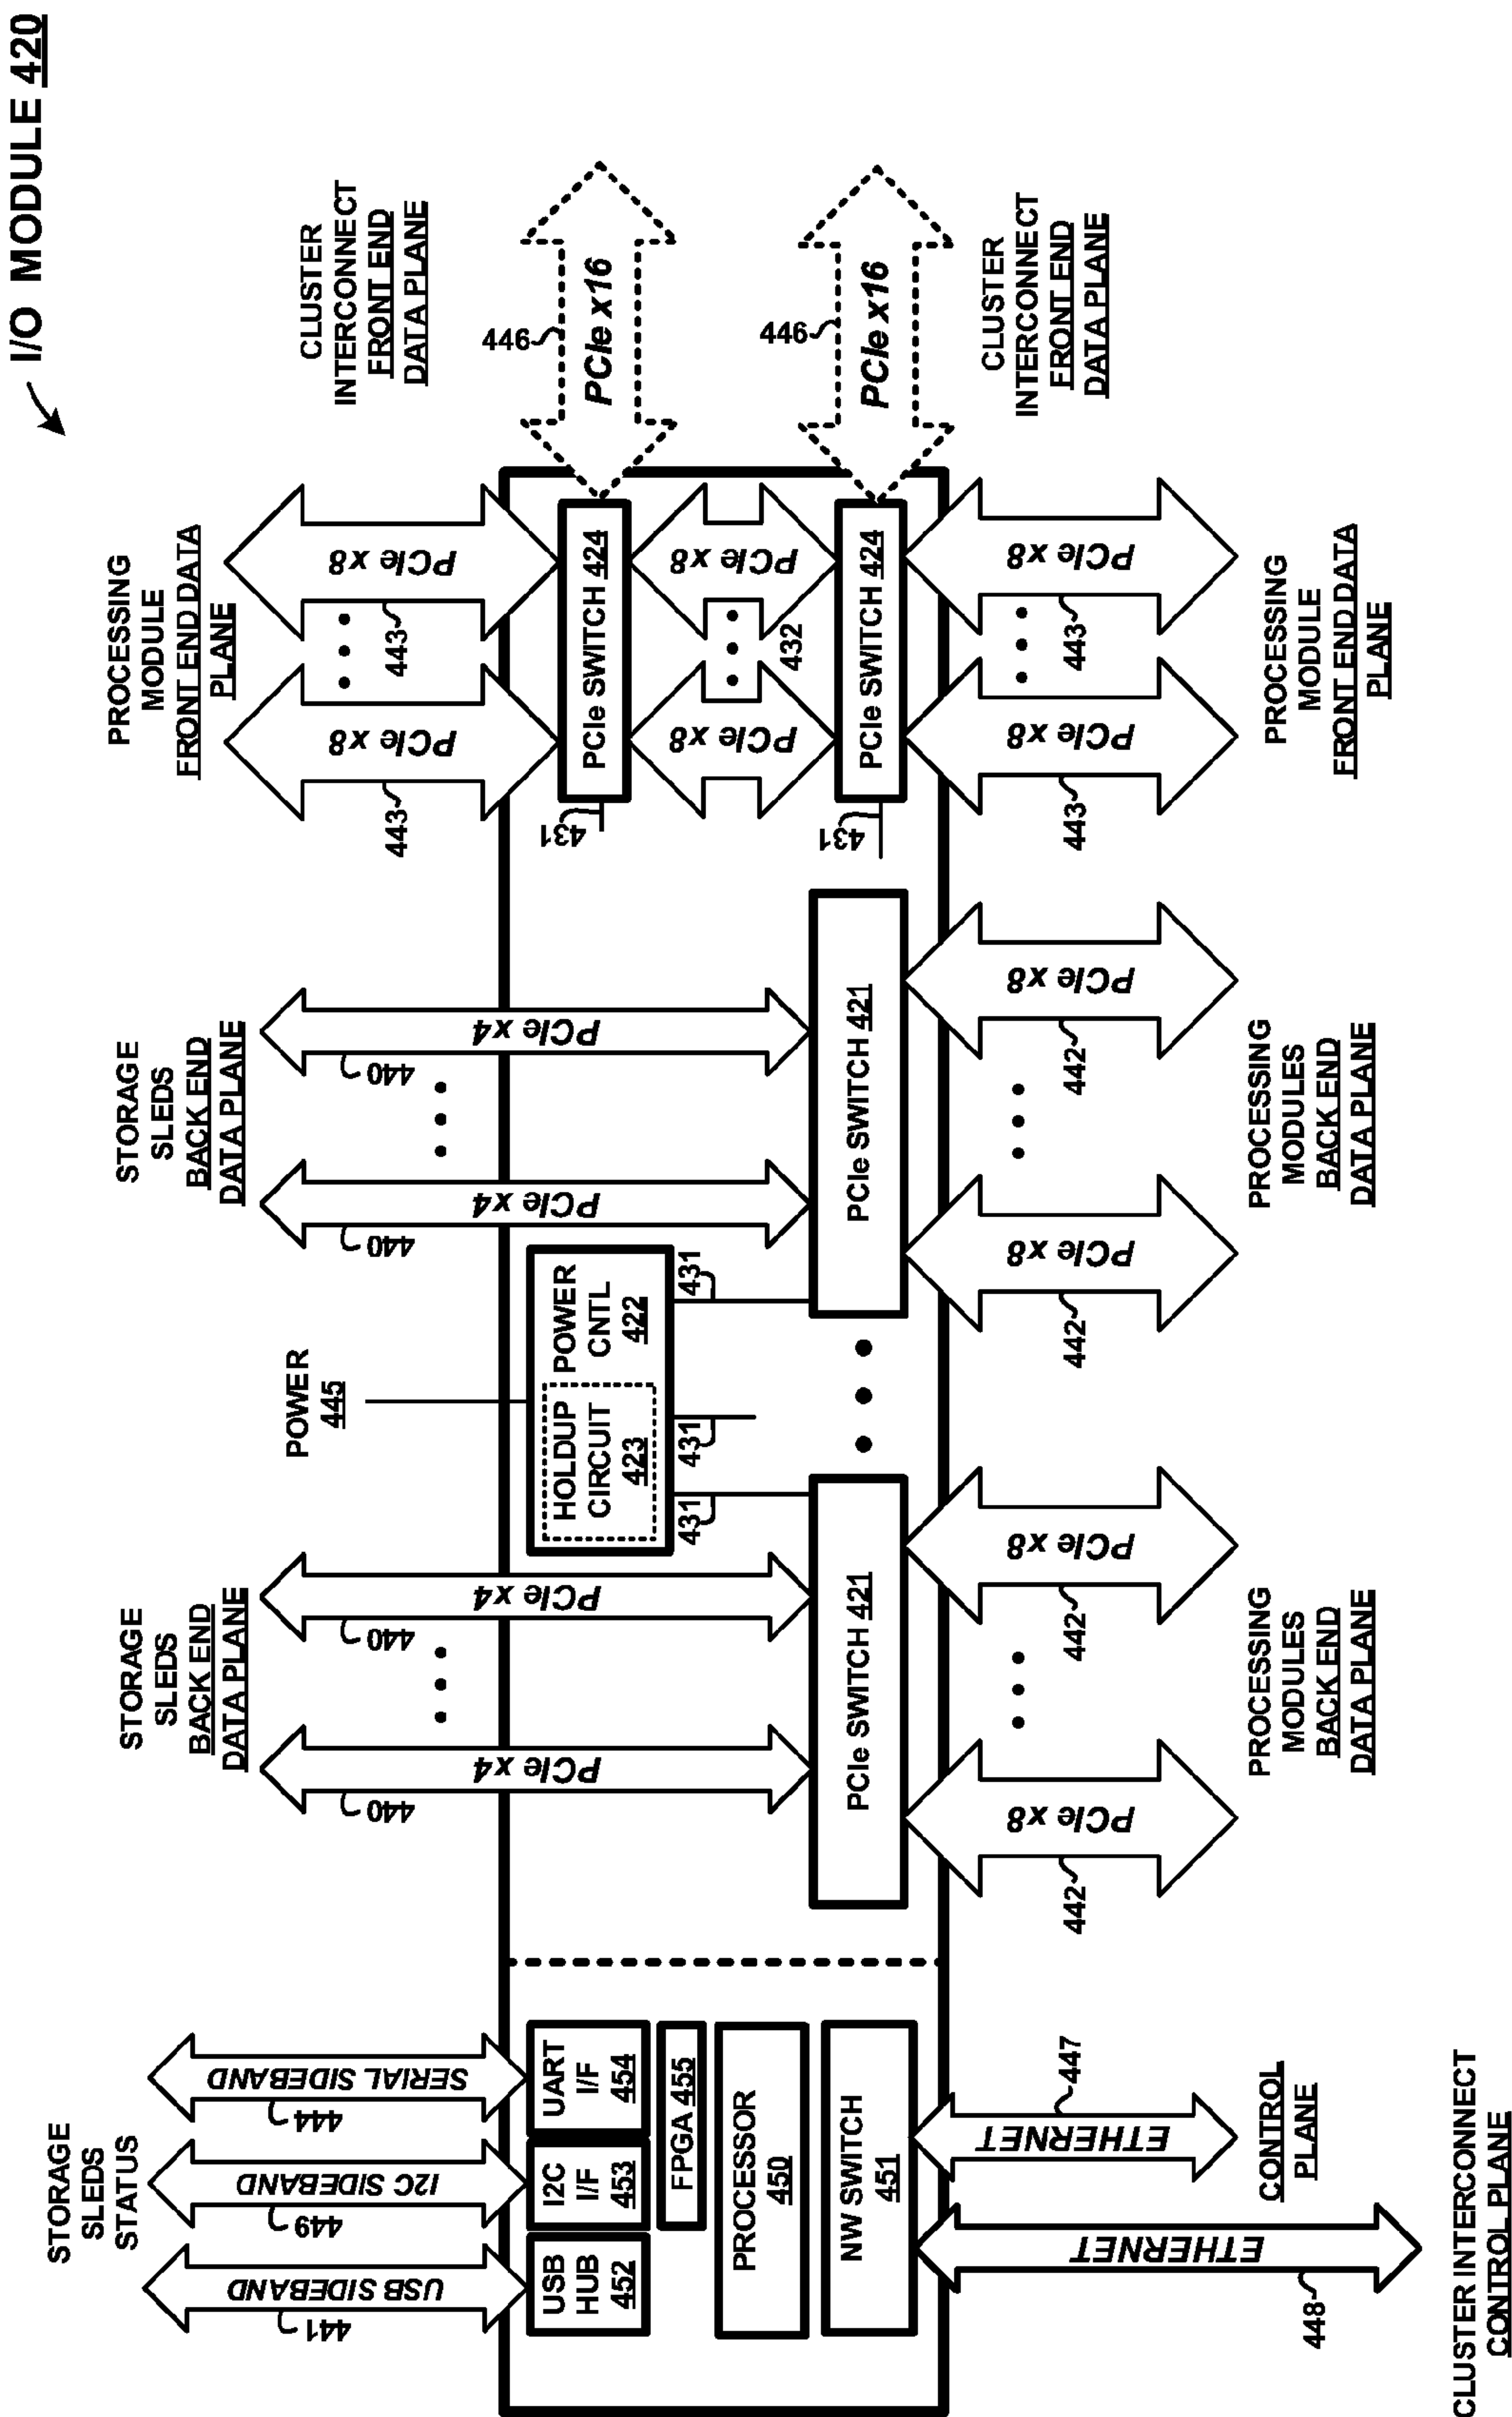 I/O MODULE 420
STORAGE
SLEDS
STATUS
USB SIDEBAND
441
I2C SIDEBAND
449
SERIAL SIDEBAND
444
USB
HUB
452
I2C
I/F
453
UART
I/F
454
FPGA 455
PROCESSOR
450
NW SWITCH
451
ETHERNET
448
CLUSTER INTERCONNECT
CONTROL PLANE
ETHERNET
447
CONTROL
PLANE
STORAGE
SLEDS
BACK END
DATA PLANE
PCIe x4
440
PCIe x4
440
PCIe SWITCH 421
PCIe x8
442
PCIe x8
442
PROCESSING
MODULES
BACK END
DATA PLANE
POWER
445
HOLDUP
CIRCUIT
423
POWER
CNTL
422
431
431
431
STORAGE
SLEDS
BACK END
DATA PLANE
PCIe x4
440
PCIe x4
440
PCIe SWITCH 421
PCIe x8
442
PCIe x8
442
PROCESSING
MODULES
BACK END
DATA PLANE
PROCESSING
MODULE
FRONT END DATA
PLANE
PCIe x8
443
PCIe x8
443
431
PCIe SWITCH 424
PCIe x8
PCIe x8
432
431
PCIe SWITCH 424
PCIe x8
443
PCIe x8
443
PROCESSING
MODULE
FRONT END DATA
PLANE
CLUSTER
INTERCONNECT
FRONT END
DATA PLANE
446
PCIe x16
446
PCIe x16
CLUSTER
INTERCONNECT
FRONT END
DATA PLANE